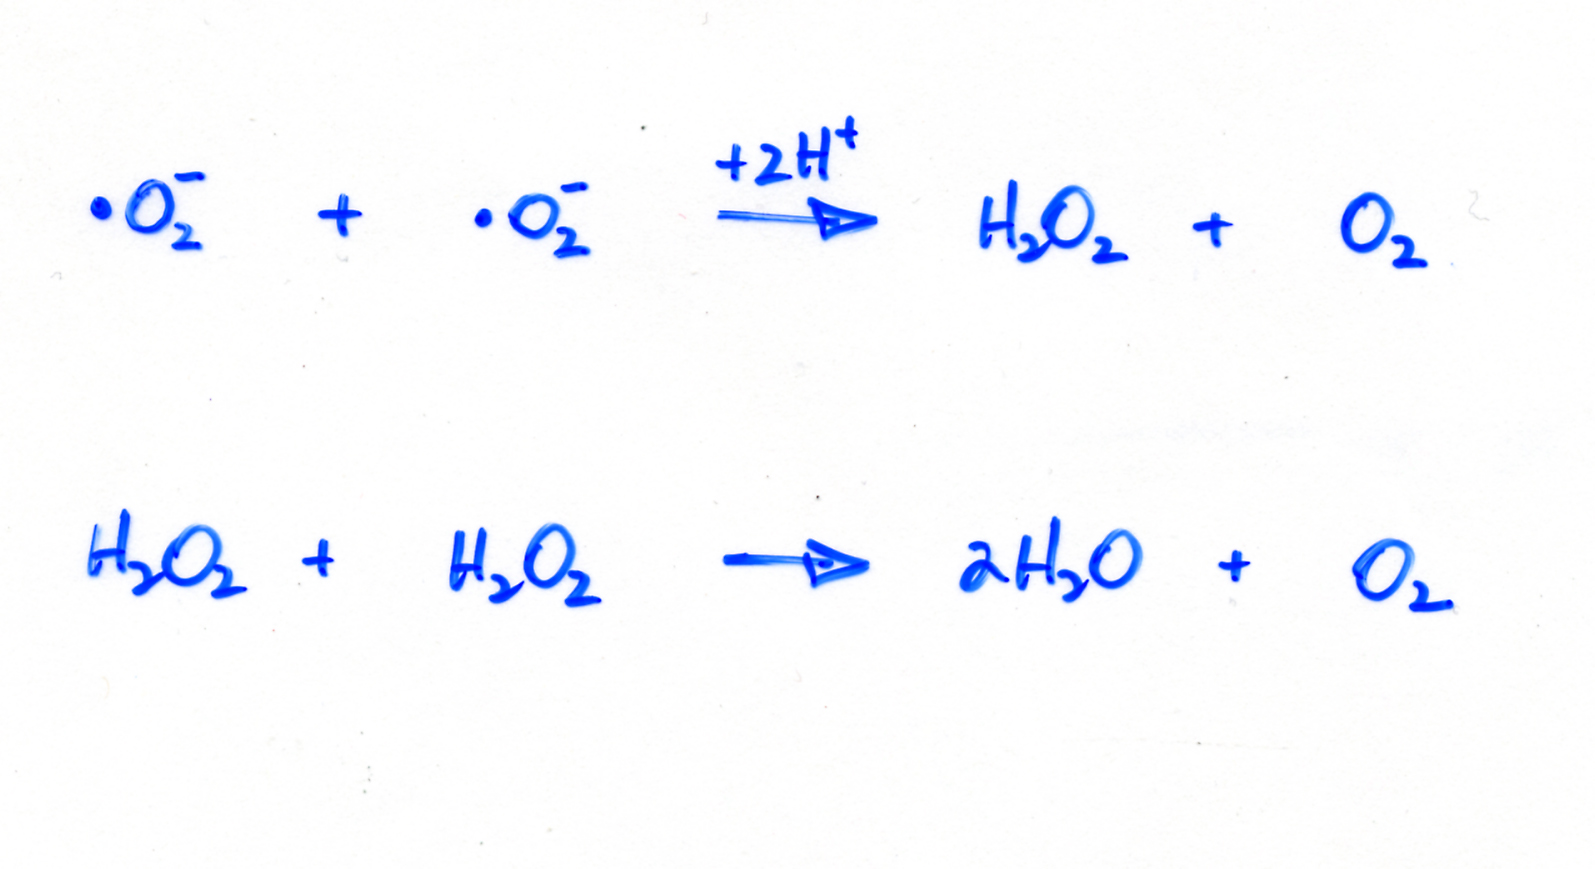 •O₂⁻ + •O₂⁻ +2H⁺ → H₂O₂ + O₂
H₂O₂ + H₂O₂ → 2H₂O + O₂